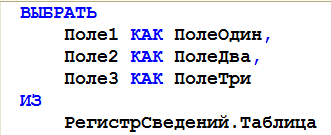 ВЫБРАТЬ
Поле1 КАК ПолеОдин,
Поле2 КАК ПолеДва,
Поле3 КАК ПолеТри
ИЗ
РегистрСведений.Таблица